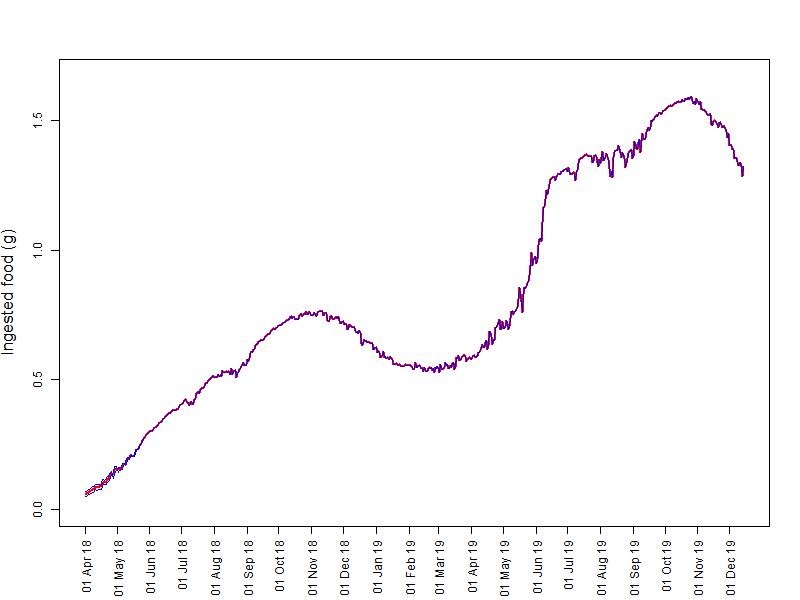 Ingested food (g)
1.5
1.0
0.5
0.0
01 Apr 18
01 May 18
01 Jun 18
01 Jul 18
01 Aug 18
01 Sep 18
01 Oct 18
01 Nov 18
01 Dec 18
01 Jan 19
01 Feb 19
01 Mar 19
01 Apr 19
01 May 19
01 Jun 19
01 Jul 19
01 Aug 19
01 Sep 19
01 Oct 19
01 Nov 19
01 Dec 19